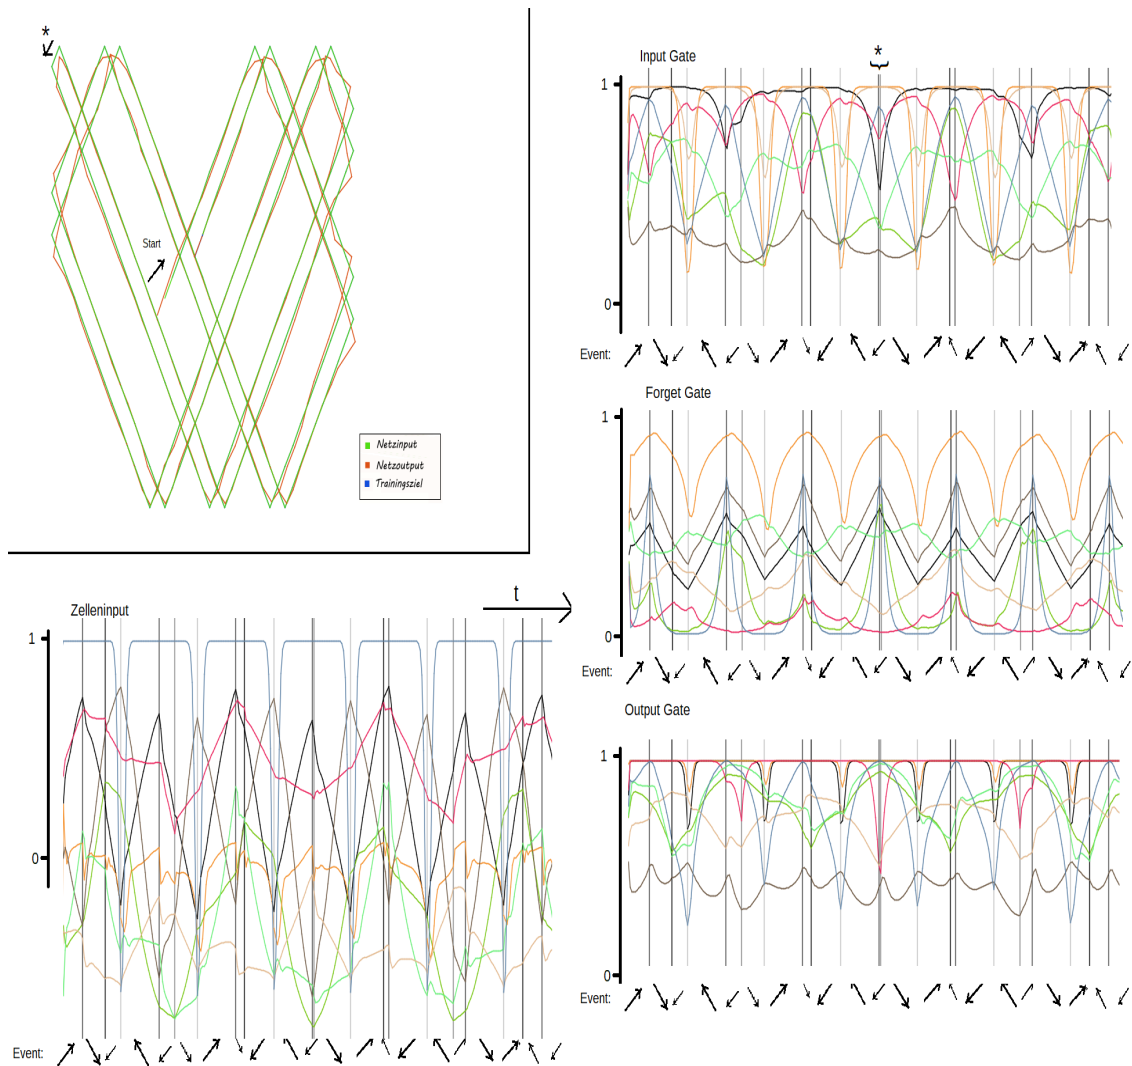 *
Start
Netzinput
Netzoutput
Trainingsziel
Input Gate
*
1
0
Event:
Forget Gate
1
0
Event:
t
Zelleninput
1
0
Event:
Output Gate
1
0
Event: